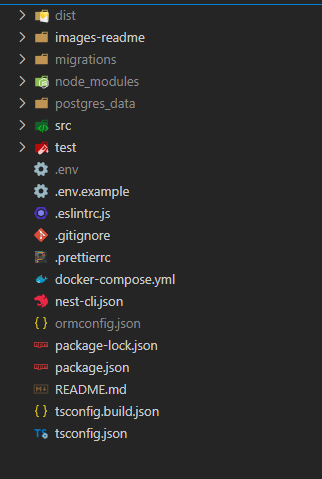 dist
images-readme
migrations
node_modules
postgres_data
src
test
.env
.env.example
.eslintrc.js
.gitignore
.prettierrc
docker-compose.yml
nest-cli.json
ormconfig.json
package-lock.json
package.json
README.md
tsconfig.build.json
tsconfig.json